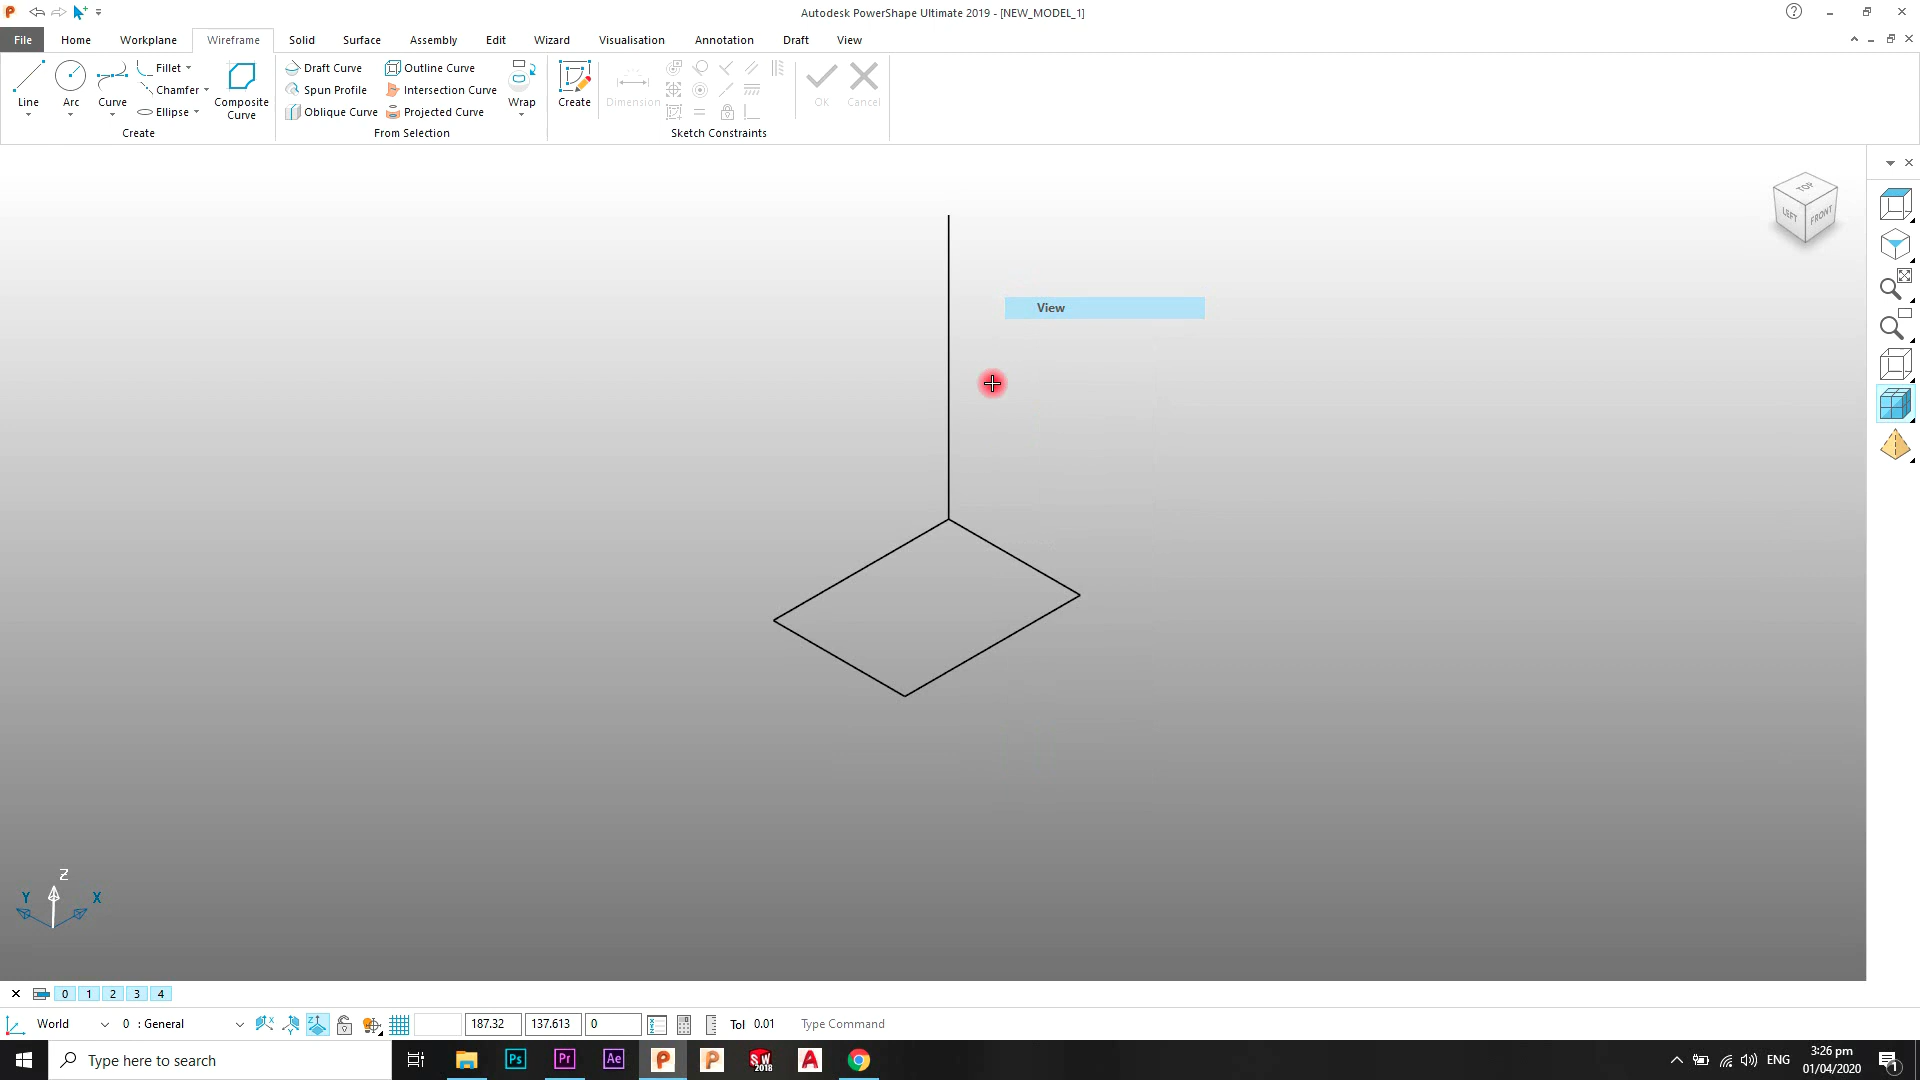 Autodesk PowerShape Ultimate 2019 - [NEW_MODEL_1]
File Home Workplane Wireframe Solid Surface Assembly Edit Wizard Visualisation Annotation Draft View
Line Arc Curve Fillet Chamfer Ellipse Composite Curve
Draft Curve Outline Curve
Spun Profile Intersection Curve
Oblique Curve Projected Curve
Wrap Create Dimension OK Cancel
Create From Selection Sketch Constraints
TOP
LEFT FRONT
View
Z
Y X
0 1 2 3 4
World 0 : General 187.32 137.613 0 Tol 0.01 Type Command
Type here to search Ps Pr Ae P P SW 2018 A ENG 3:26 pm
01/04/2020 1